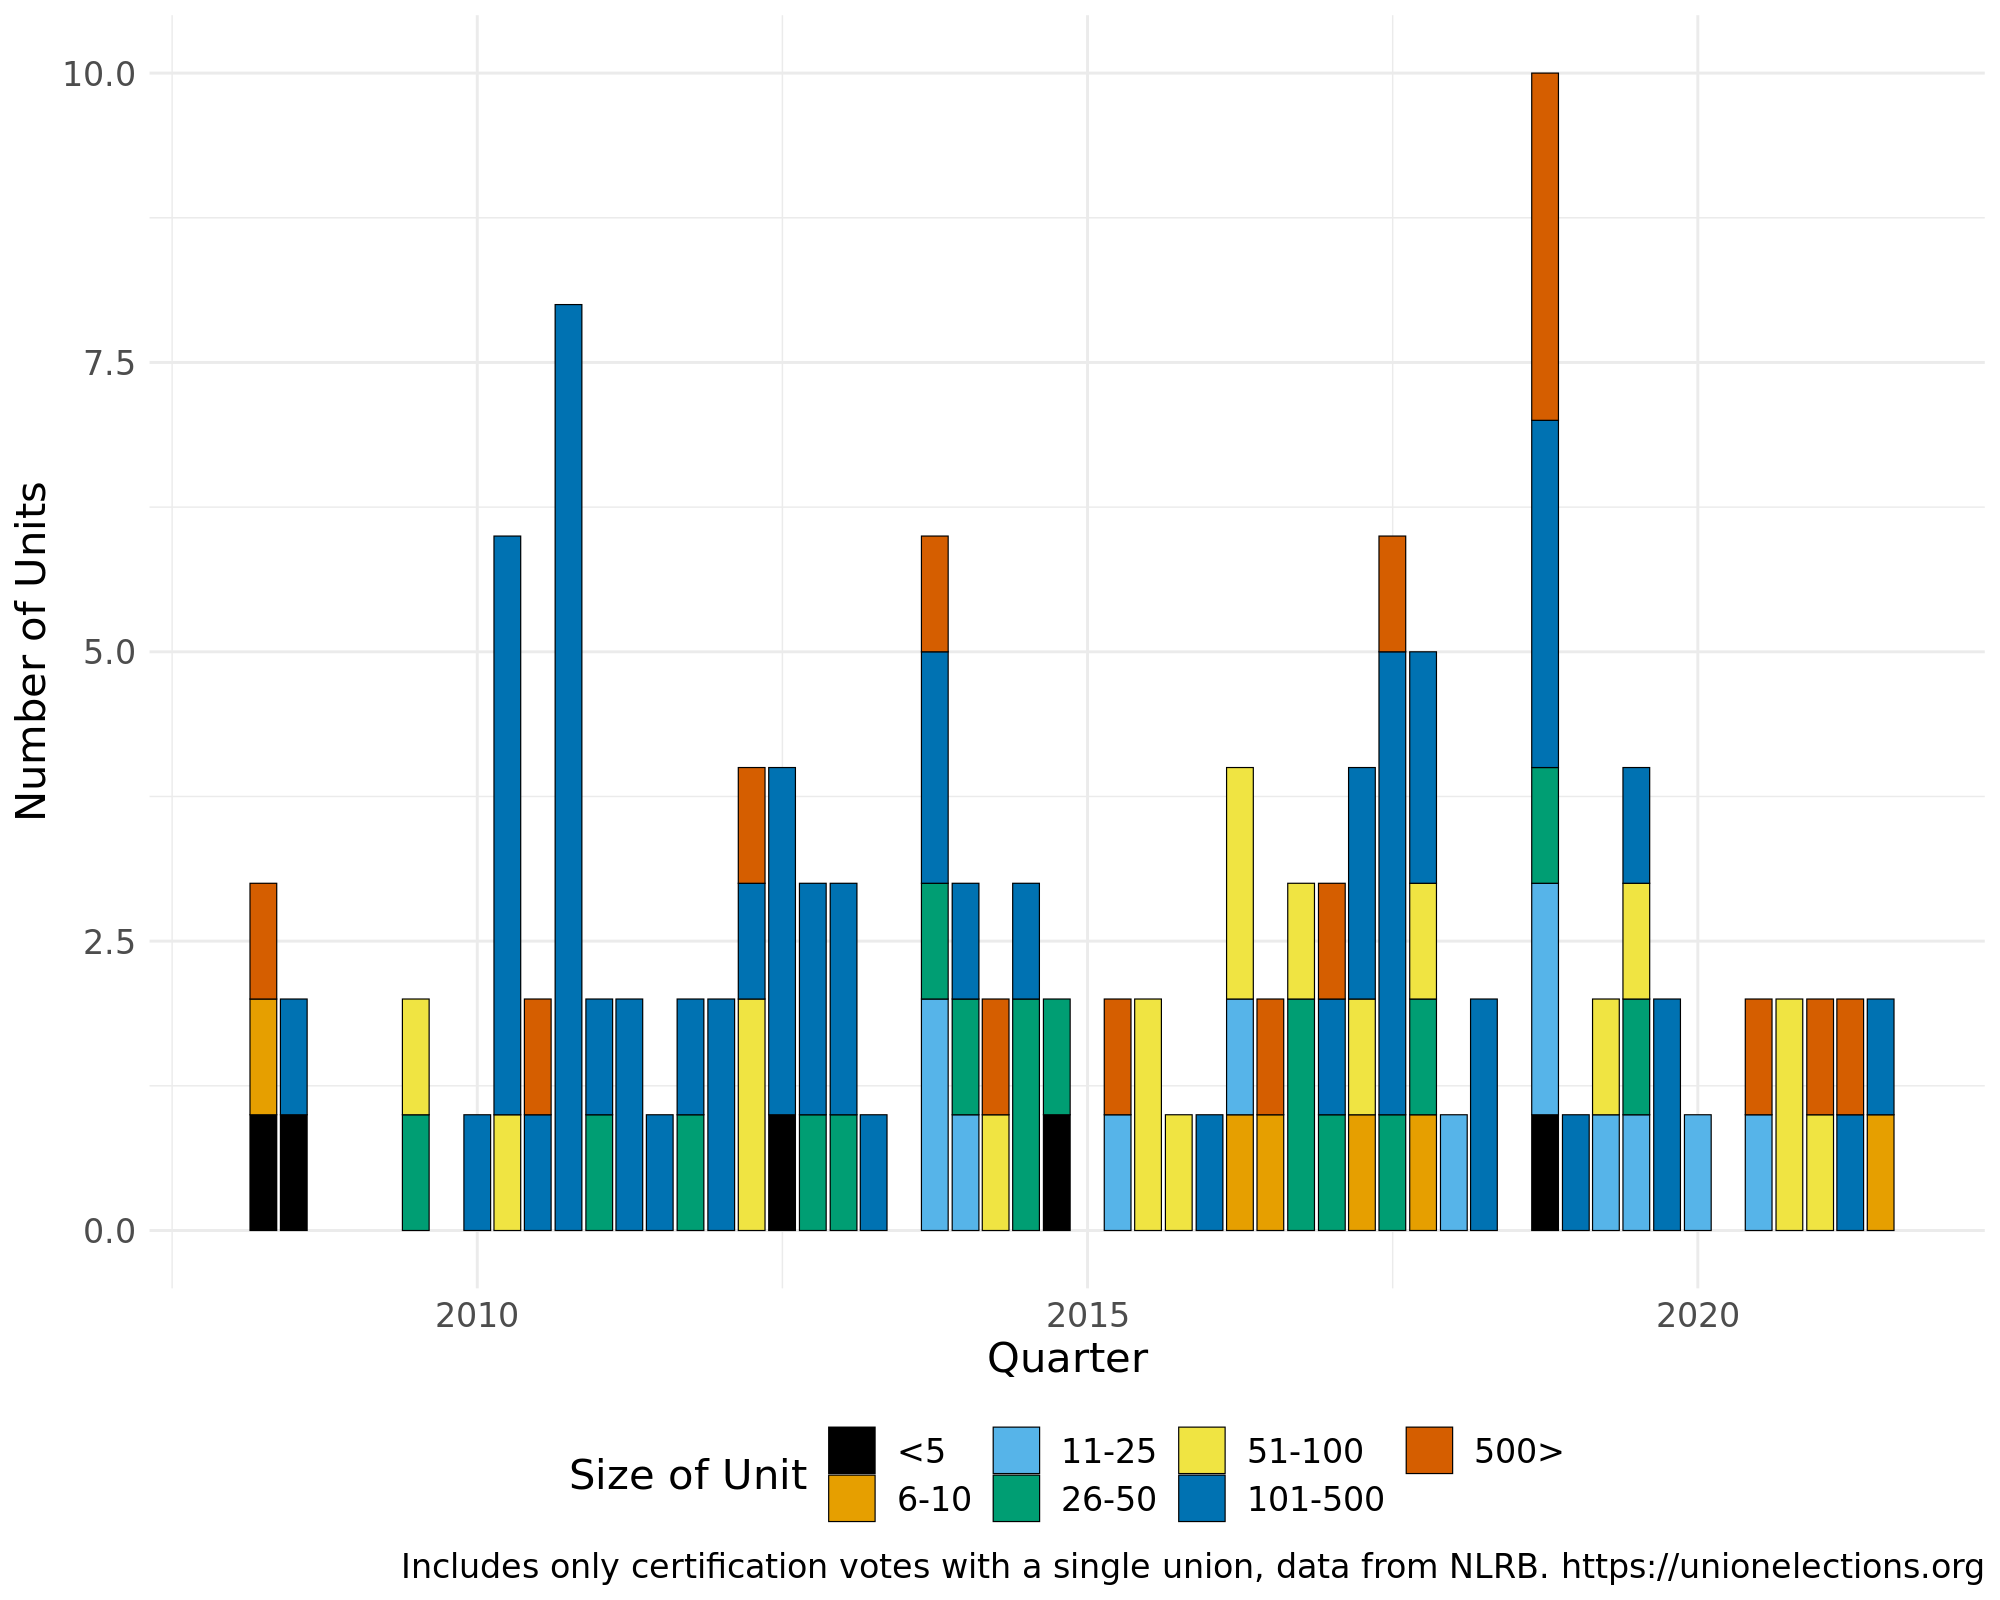 10.0
7.5
5.0
2.5
0.0
Number of Units
2010 2015 2020
Quarter
Size of Unit
<5 11-25 51-100 500>
6-10 26-50 101-500
Includes only certification votes with a single union, data from NLRB. https://unionelections.org